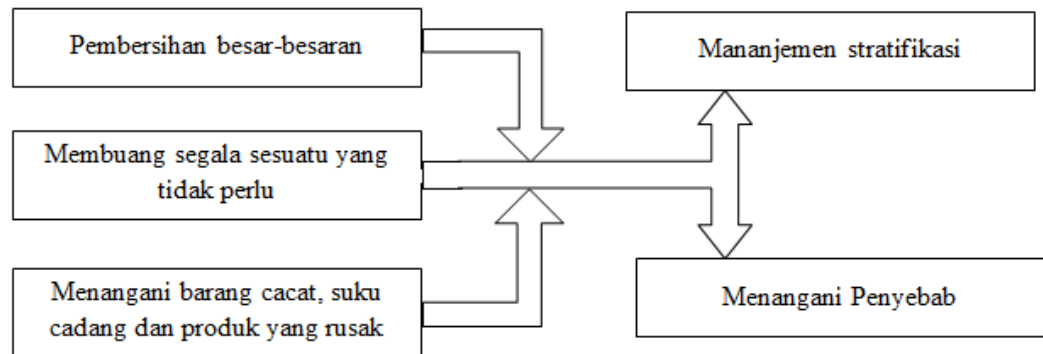 Pembersihan besar-besaran
Membuang segala sesuatu yang
tidak perlu
Menangani barang cacat, suku
cadang dan produk yang rusak
Mananjemen stratifikasi
Menangani Penyebab